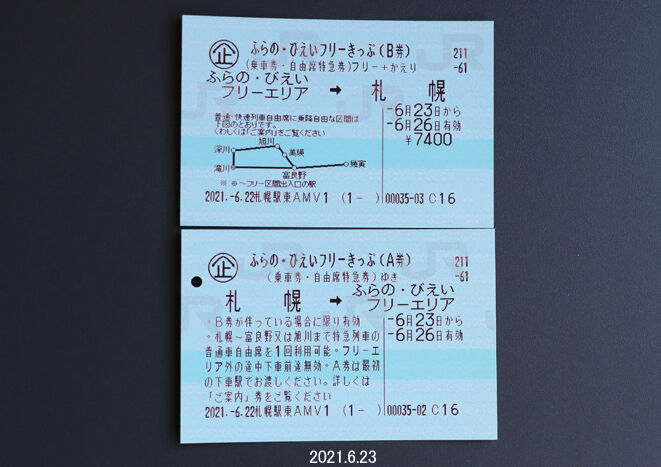 企 ふらの・びえいフリーきっぷ(B券) 211
(乗車券・自由席特急券)フリー+かえり -61
ふらの・びえい
フリーエリア → 札幌
普通・快速列車自由席に乗降自由な区間は
下図のとおりです。
くわしくは「ご案内」をご覧ください
-6月23日から
-6月26日有効
¥7400
旭川
深川 美瑛
滝川 富良野 幾寅
※ ⊕~フリー区間出入口の駅
2021.-6.22札幌駅東AMV1 (1- ) 00035-03 C16
企 ふらの・びえいフリーきっぷ(A券) 211
(乗車券・自由席特急券)ゆき -61
札幌 → ふらの・びえい
フリーエリア
・B券が伴っている場合に限り有効
・札幌~富良野又は旭川まで特急列車の
普通車自由席を1回利用可能。フリーエ
リア外の途中下車前途無効。A券は最初
の下車駅でお渡しください。詳しくは
「ご案内」券をご覧ください
-6月23日から
-6月26日有効
2021.-6.22札幌駅東AMV1 (1- ) 00035-02 C16
2021.6.23